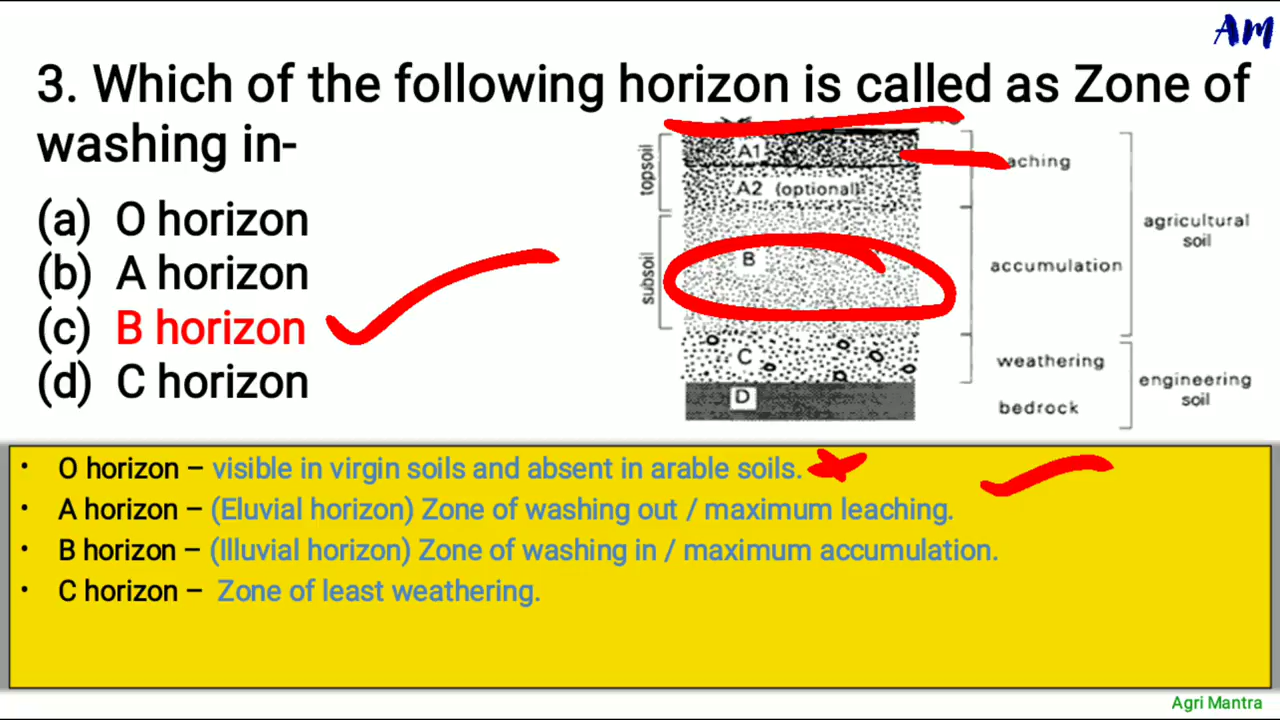 AM
3. Which of the following horizon is called as Zone of
washing in-
(a) O horizon
(b) A horizon
(c) B horizon
(d) C horizon
topsoil
subsoil
A1
A2 (optional)
B
C
D
aching
accumulation
weathering
bedrock
agricultural
soil
engineering
soil
• O horizon – visible in virgin soils and absent in arable soils.
• A horizon – (Eluvial horizon) Zone of washing out / maximum leaching.
• B horizon – (Illuvial horizon) Zone of washing in / maximum accumulation.
• C horizon – Zone of least weathering.
Agri Mantra